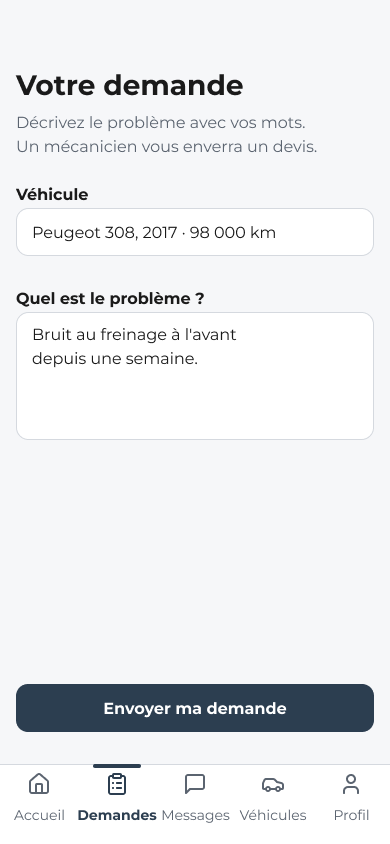 Votre demande
Décrivez le problème avec vos mots.
Un mécanicien vous enverra un devis.
Véhicule
Peugeot 308, 2017 · 98 000 km
Quel est le problème ?
Bruit au freinage à l'avant
depuis une semaine.
Envoyer ma demande
Accueil
Demandes
Messages
Véhicules
Profil